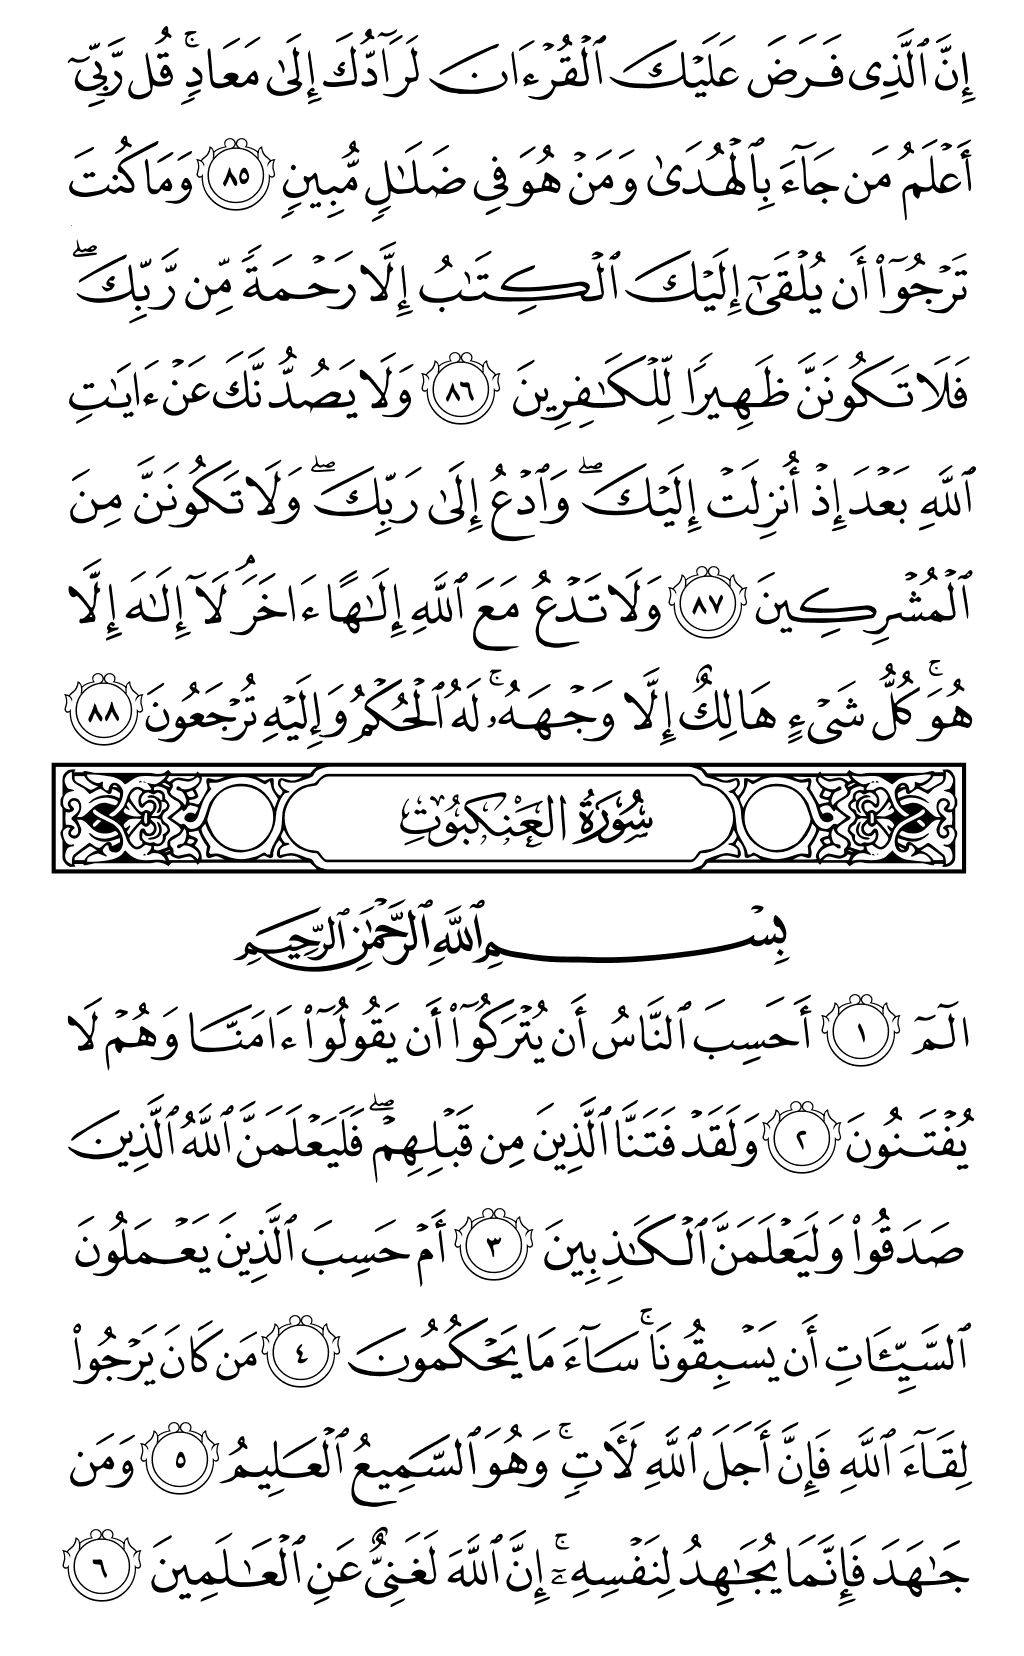 إِنَّ ٱلَّذِى فَرَضَ عَلَيْكَ ٱلْقُرْءَانَ لَرَآدُّكَ إِلَىٰ مَعَادٍۢ ۚ قُل رَّبِّىٓ
أَعْلَمُ مَن جَآءَ بِٱلْهُدَىٰ وَمَنْ هُوَ فِى ضَلَـٰلٍۢ مُّبِينٍۢ ٨٥ وَمَا كُنتَ
تَرْجُوٓا۟ أَن يُلْقَىٰٓ إِلَيْكَ ٱلْكِتَـٰبُ إِلَّا رَحْمَةًۭ مِّن رَّبِّكَ ۖ
فَلَا تَكُونَنَّ ظَهِيرًۭا لِّلْكَـٰفِرِينَ ٨٦ وَلَا يَصُدُّنَّكَ عَنْ ءَايَـٰتِ
ٱللَّهِ بَعْدَ إِذْ أُنزِلَتْ إِلَيْكَ ۖ وَٱدْعُ إِلَىٰ رَبِّكَ ۖ وَلَا تَكُونَنَّ مِنَ
ٱلْمُشْرِكِينَ ٨٧ وَلَا تَدْعُ مَعَ ٱللَّهِ إِلَـٰهًا ءَاخَرَ ۘ لَآ إِلَـٰهَ إِلَّا
هُوَ ۚ كُلُّ شَىْءٍ هَالِكٌ إِلَّا وَجْهَهُۥ ۚ لَهُ ٱلْحُكْمُ وَإِلَيْهِ تُرْجَعُونَ ٨٨
سُورَةُ العَنكَبُوتِ
بِسْمِ ٱللَّهِ ٱلرَّحْمَـٰنِ ٱلرَّحِيمِ
الٓمٓ ١ أَحَسِبَ ٱلنَّاسُ أَن يُتْرَكُوٓا۟ أَن يَقُولُوٓا۟ ءَامَنَّا وَهُمْ لَا
يُفْتَنُونَ ٢ وَلَقَدْ فَتَنَّا ٱلَّذِينَ مِن قَبْلِهِمْ ۖ فَلَيَعْلَمَنَّ ٱللَّهُ ٱلَّذِينَ
صَدَقُوا۟ وَلَيَعْلَمَنَّ ٱلْكَـٰذِبِينَ ٣ أَمْ حَسِبَ ٱلَّذِينَ يَعْمَلُونَ
ٱلسَّيِّـَٔاتِ أَن يَسْبِقُونَا ۚ سَآءَ مَا يَحْكُمُونَ ٤ مَن كَانَ يَرْجُوا۟
لِقَآءَ ٱللَّهِ فَإِنَّ أَجَلَ ٱللَّهِ لَـَٔاتٍۢ ۚ وَهُوَ ٱلسَّمِيعُ ٱلْعَلِيمُ ٥ وَمَن
جَـٰهَدَ فَإِنَّمَا يُجَـٰهِدُ لِنَفْسِهِۦٓ ۚ إِنَّ ٱللَّهَ لَغَنِىٌّ عَنِ ٱلْعَـٰلَمِينَ ٦